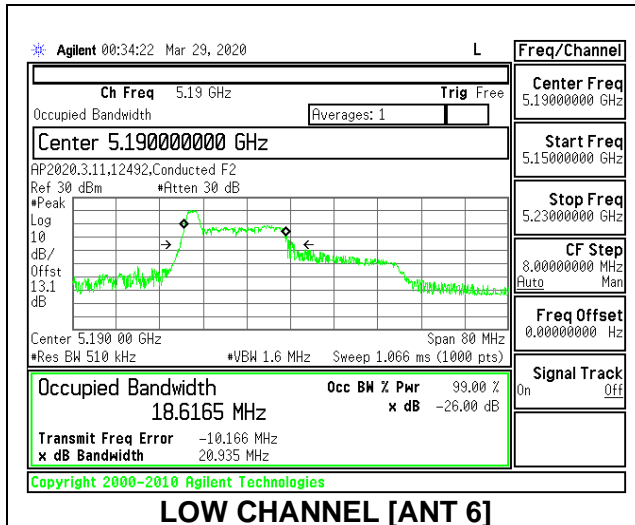 Agilent 00:34:22 Mar 29, 2020 L Freq/Channel
Ch Freq 5.19 GHz Trig Free
Occupied Bandwidth Averages: 1
Center 5.190000000 GHz
AP2020.3.11,12492,Conducted F2
Ref 30 dBm #Atten 30 dB
#Peak
Log
10
dB/
Offst
13.1
dB
Center 5.190 00 GHz Span 80 MHz
#Res BW 510 kHz #VBW 1.6 MHz Sweep 1.066 ms (1000 pts)
Occupied Bandwidth Occ BW % Pwr 99.00 %
18.6165 MHz x dB -26.00 dB
Transmit Freq Error -10.166 MHz
x dB Bandwidth 20.935 MHz
Center Freq
5.19000000 GHz
Start Freq
5.15000000 GHz
Stop Freq
5.23000000 GHz
CF Step
8.00000000 MHz
Auto Man
Freq Offset
0.00000000 Hz
Signal Track
On Off
Copyright 2000-2010 Agilent Technologies
LOW CHANNEL [ANT 6]